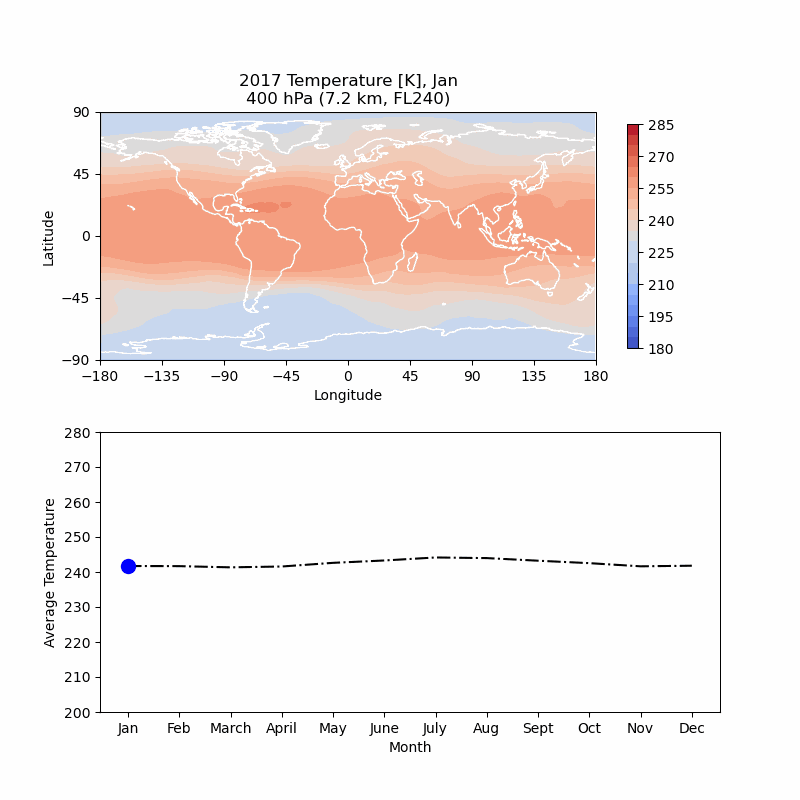 2017 Temperature [K], Jan
400 hPa (7.2 km, FL240)
90
45
0
−45
−90
Latitude
−180 −135 −90 −45 0 45 90 135 180
Longitude
285
270
255
240
225
210
195
180
280
270
260
250
240
230
220
210
200
Average Temperature
Jan Feb March April May June July Aug Sept Oct Nov Dec
Month